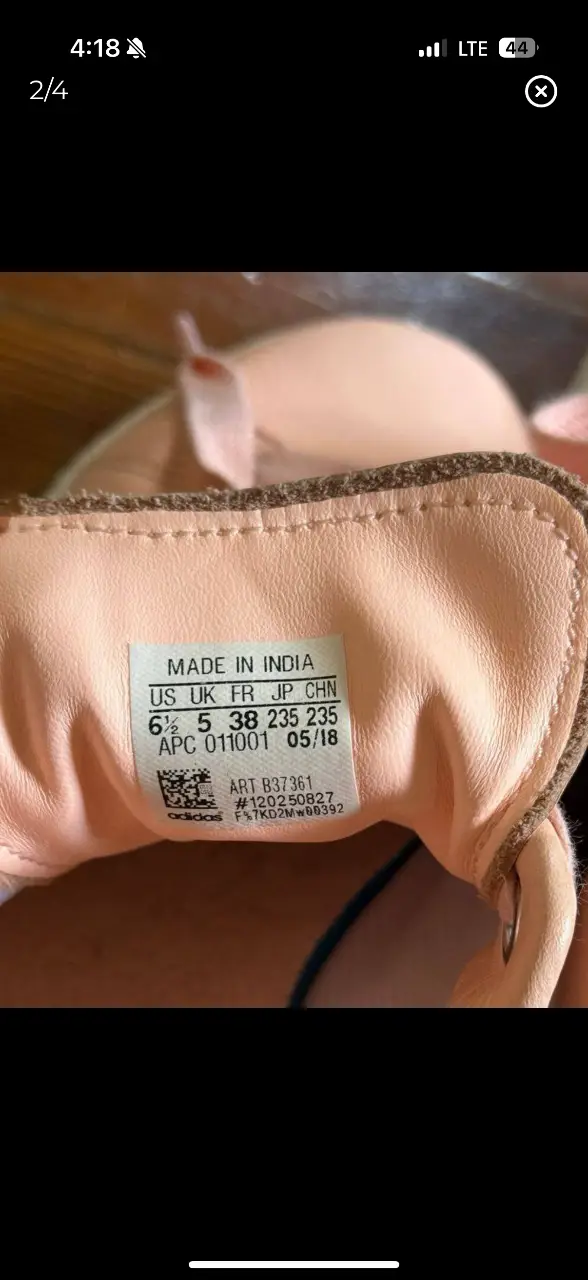 4:18 LTE 44
2/4
MADE IN INDIA
US UK FR JP CHN
6½ 5 38 235 235
APC 011001 05/18
ART B37361
#120250827
adidas F%7KD2Mw00392